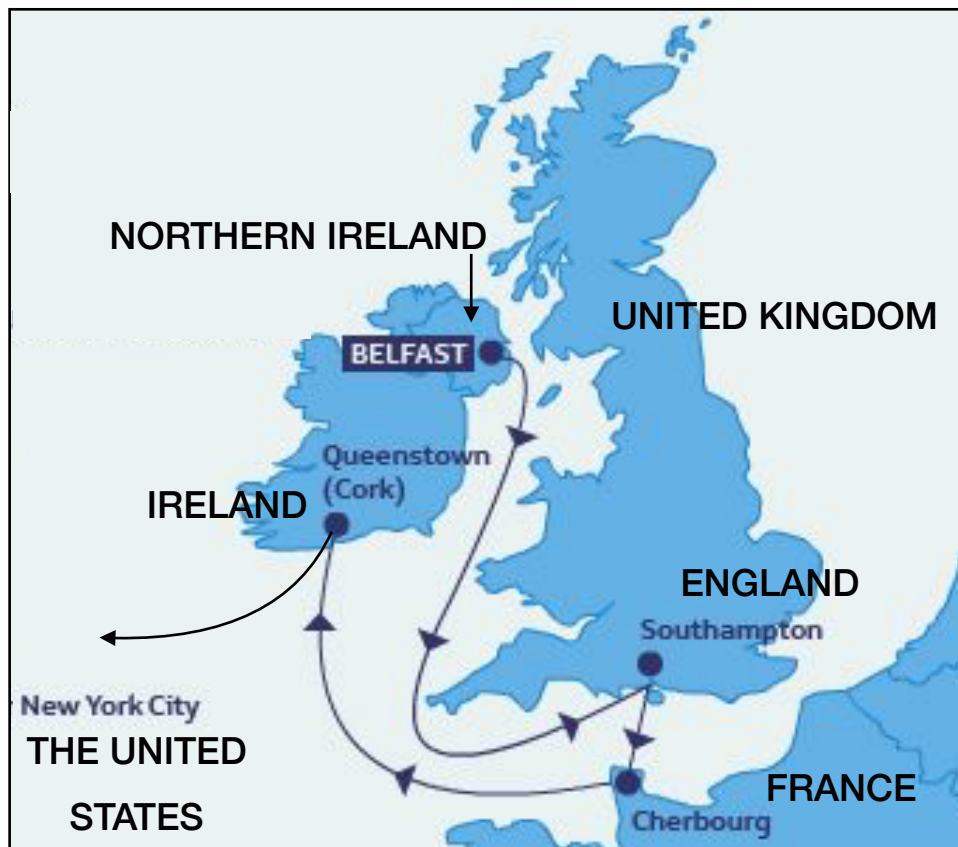 NORTHERN IRELAND
UNITED KINGDOM
BELFAST
Queenstown
(Cork)
IRELAND
ENGLAND
Southampton
New York City
THE UNITED
STATES
FRANCE
Cherbourg